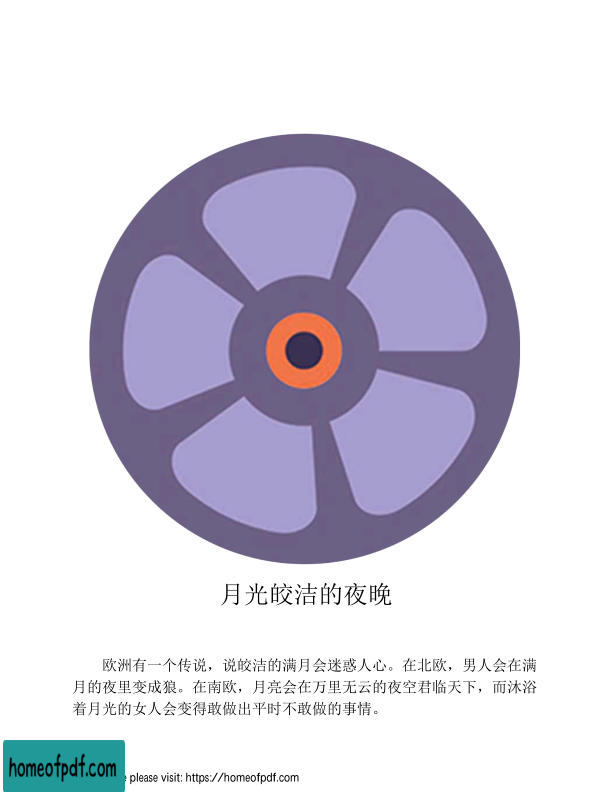 月光皎洁的夜晚
欧洲有一个传说，说皎洁的满月会迷惑人心。在北欧，男人会在满
月的夜里变成狼。在南欧，月亮会在万里无云的夜空君临天下，而沐浴
着月光的女人会变得敢做出平时不敢做的事情。
homeofpdf.com
please visit: https://homeofpdf.com